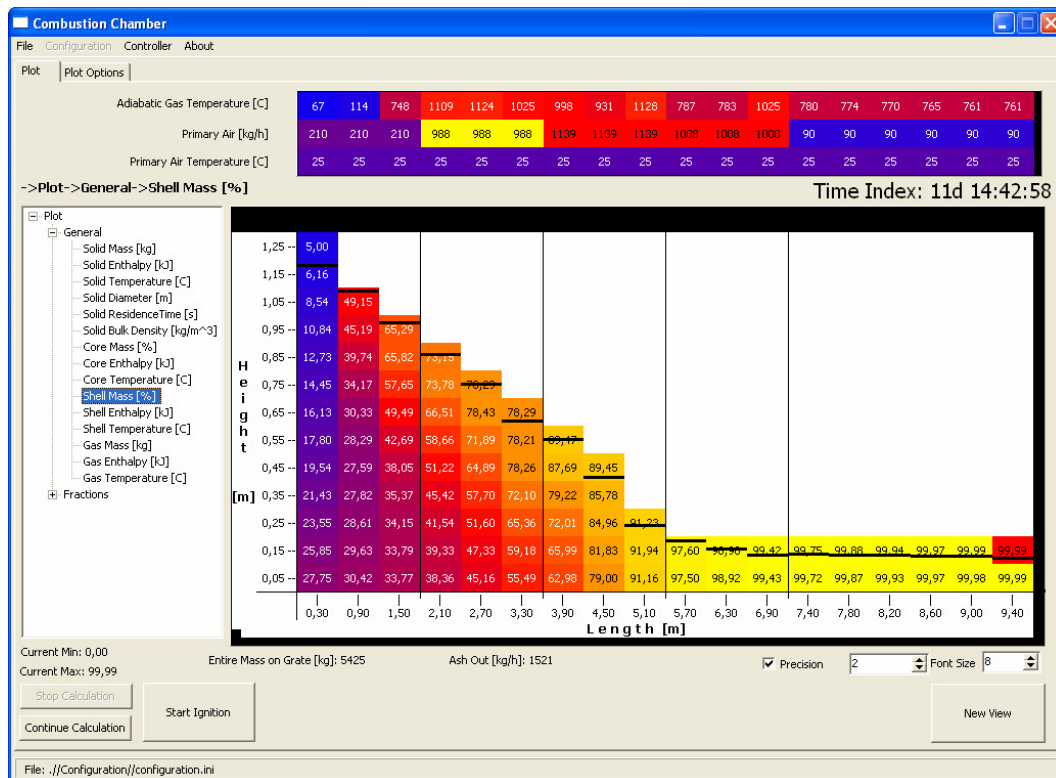 Combustion Chamber
File Configuration Controller About
Plot Plot Options
Adiabatic Gas Temperature [C] 67 114 748 1109 1124 1025 998 931 1128 787 783 1025 780 774 770 765 761 761
Primary Air [kg/h] 210 210 210 988 988 988 1139 1139 1139 1008 1008 1008 90 90 90 90 90 90
Primary Air Temperature [C] 25 25 25 25 25 25 25 25 25 25 25 25 25 25 25 25 25 25
->Plot->General->Shell Mass [%]
Time Index: 11d 14:42:58
Plot
General
Solid Mass [kg]
Solid Enthalpy [kJ]
Solid Temperature [C]
Solid Diameter [m]
Solid ResidenceTime [s]
Solid Bulk Density [kg/m^3]
Core Mass [%]
Core Enthalpy [kJ]
Core Temperature [C]
Shell Mass [%]
Shell Enthalpy [kJ]
Shell Temperature [C]
Gas Mass [kg]
Gas Enthalpy [kJ]
Gas Temperature [C]
Fractions
Height [m]
1,25 -- 5,00
1,15 -- 6,16
1,05 -- 8,54 49,15
0,95 -- 10,84 45,19 65,29
0,85 -- 12,73 39,74 65,82 73,15
0,75 -- 14,45 34,17 57,65 73,78 78,29
0,65 -- 16,13 30,33 49,49 66,51 78,43 78,29
0,55 -- 17,80 28,29 42,69 58,66 71,89 78,21 89,47
0,45 -- 19,54 27,59 38,05 51,22 64,89 78,26 87,69 89,45
0,35 -- 21,43 27,82 35,37 45,42 57,70 72,10 79,22 85,78
0,25 -- 23,55 28,61 34,15 41,54 51,60 65,36 72,01 84,96 91,23
0,15 -- 25,85 29,63 33,79 39,33 47,33 59,18 65,99 81,83 91,94 97,60 98,90 99,42 99,75 99,88 99,94 99,97 99,99 99,99
0,05 -- 27,75 30,42 33,77 38,36 45,16 55,49 62,98 79,00 91,16 97,50 98,92 99,43 99,72 99,87 99,93 99,97 99,98 99,99
0,30 0,90 1,50 2,10 2,70 3,30 3,90 4,50 5,10 5,70 6,30 6,90 7,40 7,80 8,20 8,60 9,00 9,40
Length [m]
Current Min: 0,00
Current Max: 99,99
Entire Mass on Grate [kg]: 5425
Ash Out [kg/h]: 1521
Precision 2 Font Size 8
Stop Calculation
Continue Calculation
Start Ignition
New View
File: .//Configuration//configuration.ini